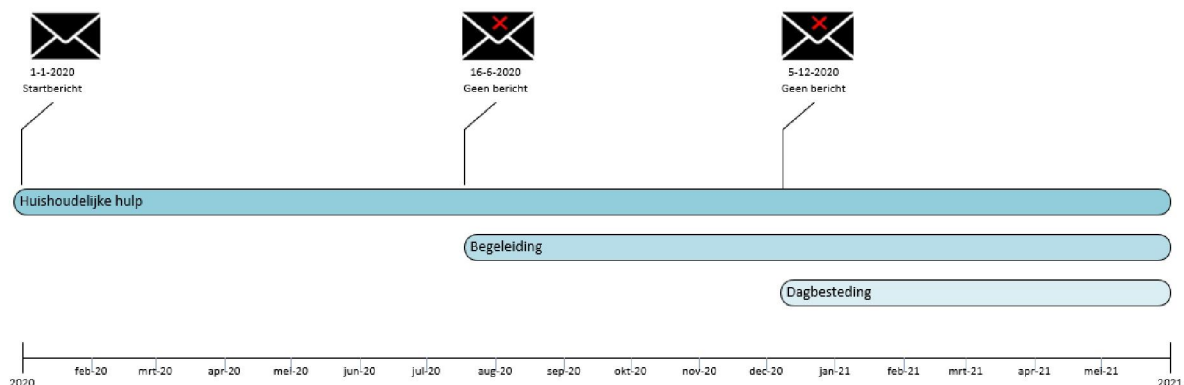 1-1-2020
Startbericht
16-6-2020
Geen bericht
5-12-2020
Geen bericht
Huishoudelijke hulp
Begeleiding
Dagbesteding
2020 feb-20 mrt-20 apr-20 mei-20 jun-20 jul-20 aug-20 sep-20 okt-20 nov-20 dec-20 jan-21 feb-21 mrt-21 apr-21 mei-21 2021